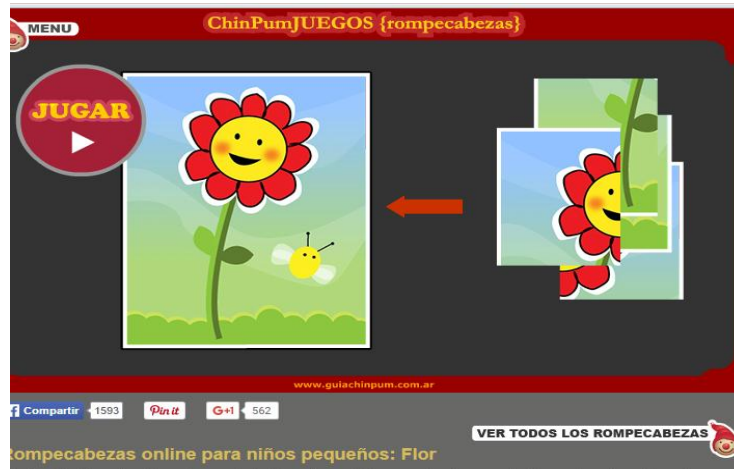 MENU
ChinPumJUEGOS {rompecabezas}
JUGAR
www.guiachinpum.com.ar
f Compartir 1593
Pin it
G+1 562
VER TODOS LOS ROMPECABEZAS
Rompecabezas online para niños pequeños: Flor